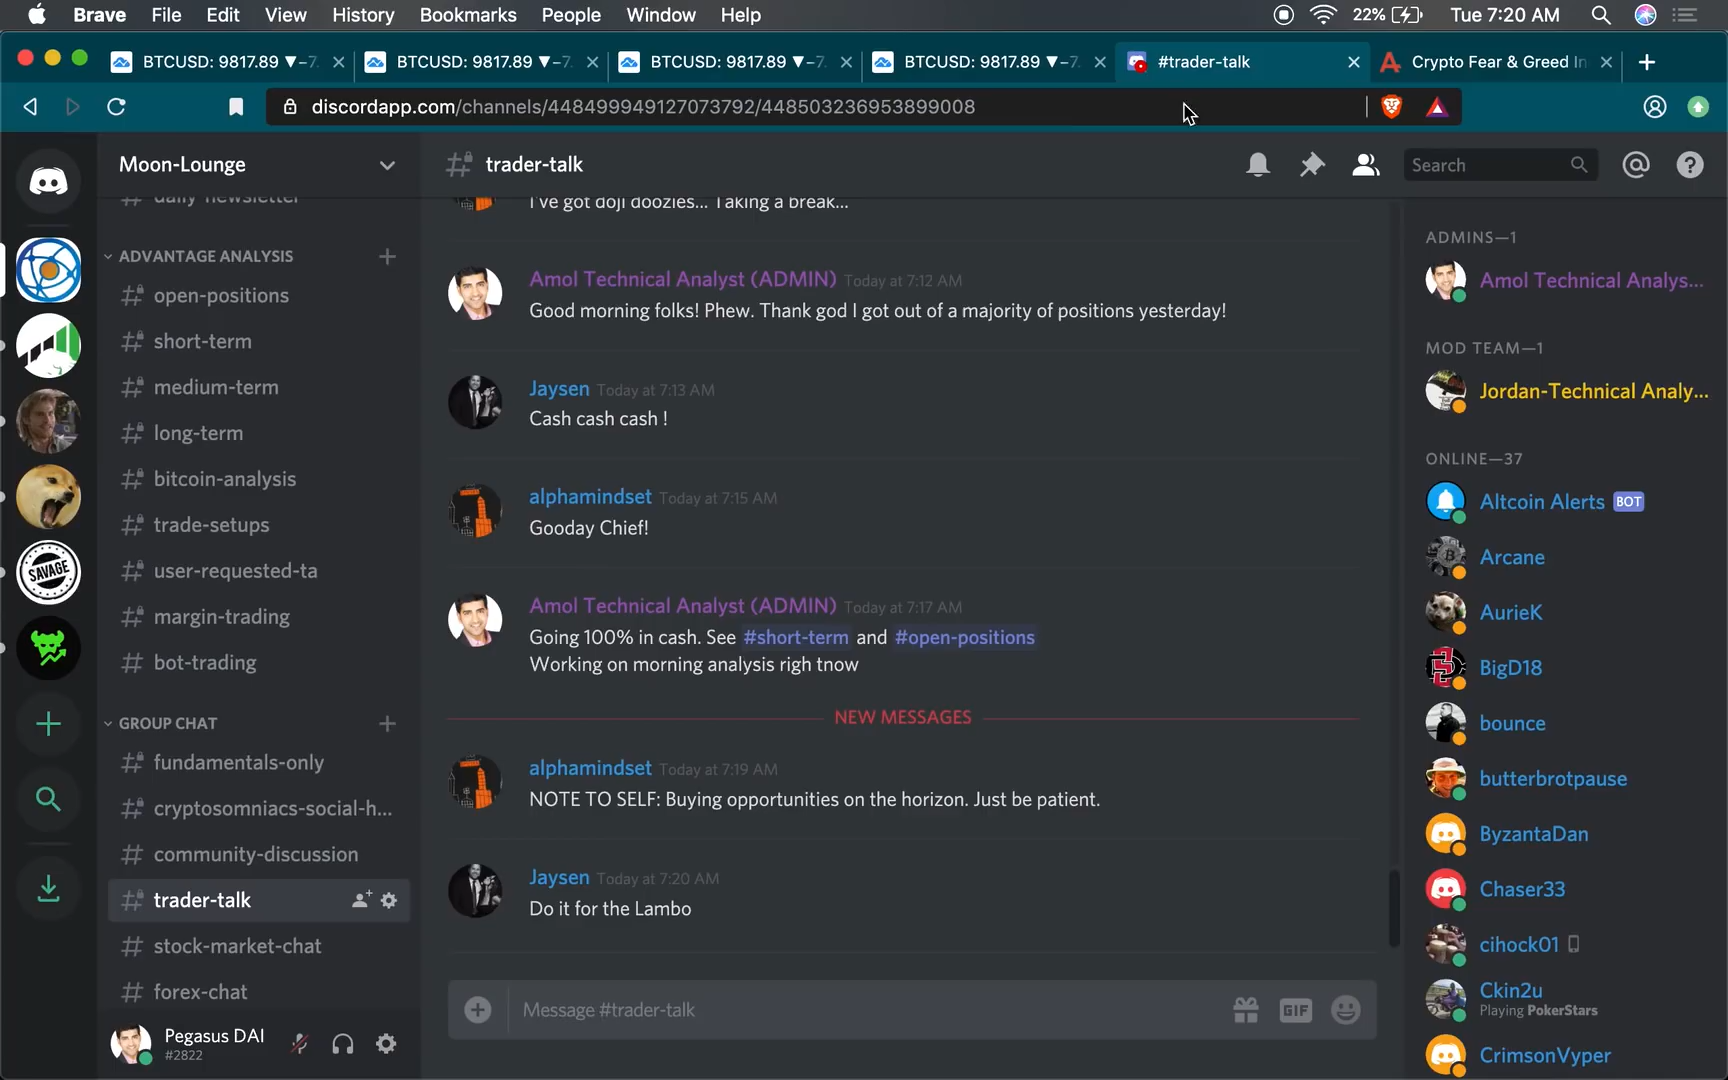 Brave File Edit View History Bookmarks People Window Help 22% Tue 7:20 AM
BTCUSD: 9817.89 ▼−7. BTCUSD: 9817.89 ▼−7. BTCUSD: 9817.89 ▼−7. BTCUSD: 9817.89 ▼−7. #trader-talk Crypto Fear & Greed In
discordapp.com/channels/448499949127073792/448503236953899008
Moon-Lounge
daily-newsletter
ADVANTAGE ANALYSIS
open-positions
short-term
medium-term
long-term
bitcoin-analysis
trade-setups
user-requested-ta
margin-trading
bot-trading
GROUP CHAT
fundamentals-only
cryptosomniacs-social-h...
community-discussion
trader-talk
stock-market-chat
forex-chat
Pegasus DAI
#2822
SAVAGE
trader-talk
Search
I've got doji doozies... Taking a break...
Amol Technical Analyst (ADMIN) Today at 7:12 AM
Good morning folks! Phew. Thank god I got out of a majority of positions yesterday!
Jaysen Today at 7:13 AM
Cash cash cash !
alphamindset Today at 7:15 AM
Gooday Chief!
Amol Technical Analyst (ADMIN) Today at 7:17 AM
Going 100% in cash. See #short-term and #open-positions
Working on morning analysis righ tnow
NEW MESSAGES
alphamindset Today at 7:19 AM
NOTE TO SELF: Buying opportunities on the horizon. Just be patient.
Jaysen Today at 7:20 AM
Do it for the Lambo
Message #trader-talk
GIF
ADMINS—1
Amol Technical Analys...
MOD TEAM—1
Jordan-Technical Analy...
ONLINE—37
Altcoin Alerts BOT
Arcane
AurieK
BigD18
bounce
butterbrotpause
ByzantaDan
Chaser33
cihock01
Ckin2u
Playing PokerStars
CrimsonVyper